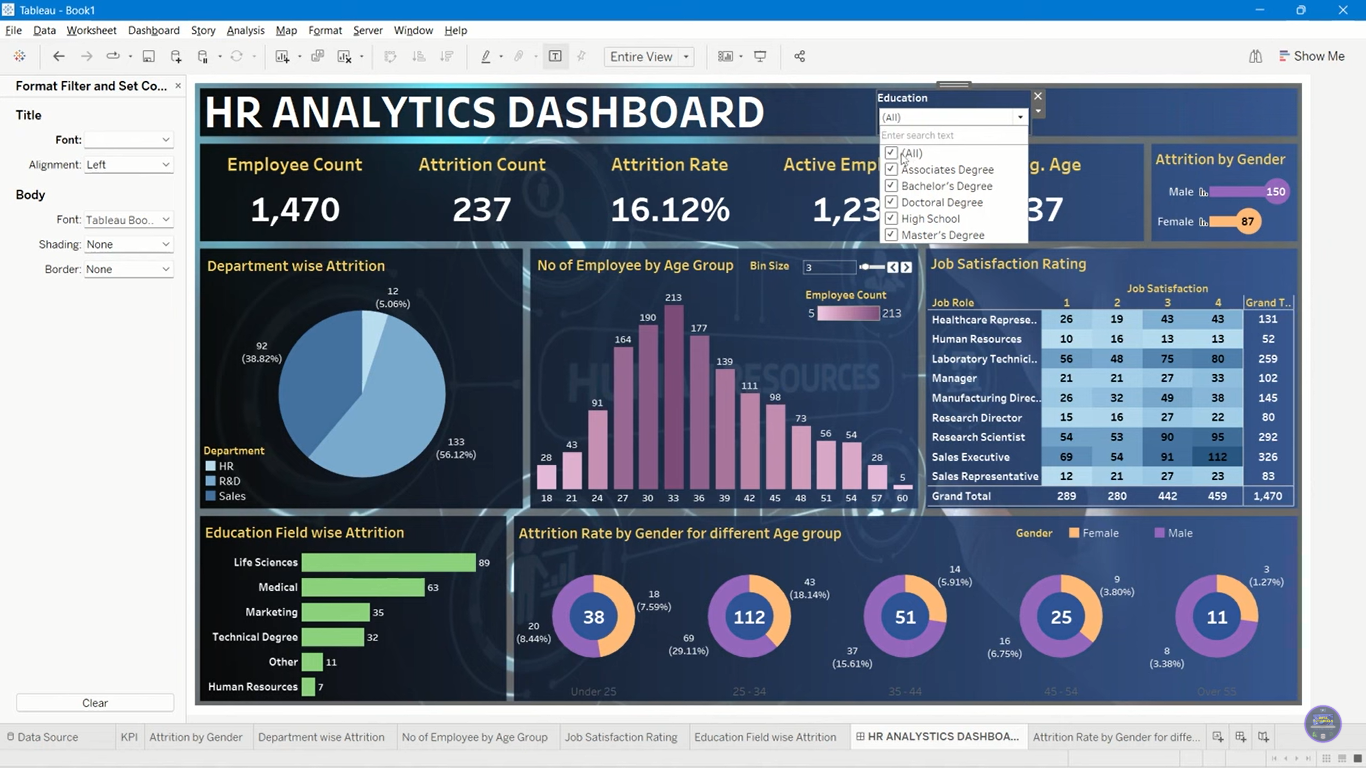 Tableau - Book1
File Data Worksheet Dashboard Story Analysis Map Format Server Window Help
Entire View
Show Me
Format Filter and Set Co...
Title
Font:
Alignment: Left
Body
Font: Tableau Boo..
Shading: None
Border: None
Clear
HR ANALYTICS DASHBOARD
Education
(All)
Enter search text
(All)
Associates Degree
Bachelor's Degree
Doctoral Degree
High School
Master's Degree
Employee Count
1,470
Attrition Count
237
Attrition Rate
16.12%
Active Emp
1,23
g. Age
37
Attrition by Gender
Male 150
Female 87
Department wise Attrition
12
(5.06%)
92
(38.82%)
133
(56.12%)
Department
HR
R&D
Sales
No of Employee by Age Group
Bin Size 3
Employee Count
5 213
28 43 91 164 190 213 177 139 111 98 73 56 54 28 5
18 21 24 27 30 33 36 39 42 45 48 51 54 57 60
HUMAN RESOURCES
Job Satisfaction Rating
Job Satisfaction
Job Role 1 2 3 4 Grand T..
Healthcare Represe.. 26 19 43 43 131
Human Resources 10 16 13 13 52
Laboratory Technici.. 56 48 75 80 259
Manager 21 21 27 33 102
Manufacturing Direc.. 26 32 49 38 145
Research Director 15 16 27 22 80
Research Scientist 54 53 90 95 292
Sales Executive 69 54 91 112 326
Sales Representative 12 21 27 23 83
Grand Total 289 280 442 459 1,470
Education Field wise Attrition
Life Sciences 89
Medical 63
Marketing 35
Technical Degree 32
Other 11
Human Resources 7
Attrition Rate by Gender for different Age group
Gender Female Male
38
18
(7.59%)
20
(8.44%)
Under 25
112
43
(18.14%)
69
(29.11%)
25 - 34
51
14
(5.91%)
37
(15.61%)
35 - 44
25
9
(3.80%)
16
(6.75%)
45 - 54
11
3
(1.27%)
8
(3.38%)
Over 55
Data Source KPI Attrition by Gender Department wise Attrition No of Employee by Age Group Job Satisfaction Rating Education Field wise Attrition HR ANALYSTICS DASHBOA... Attrition Rate by Gender for diffe...